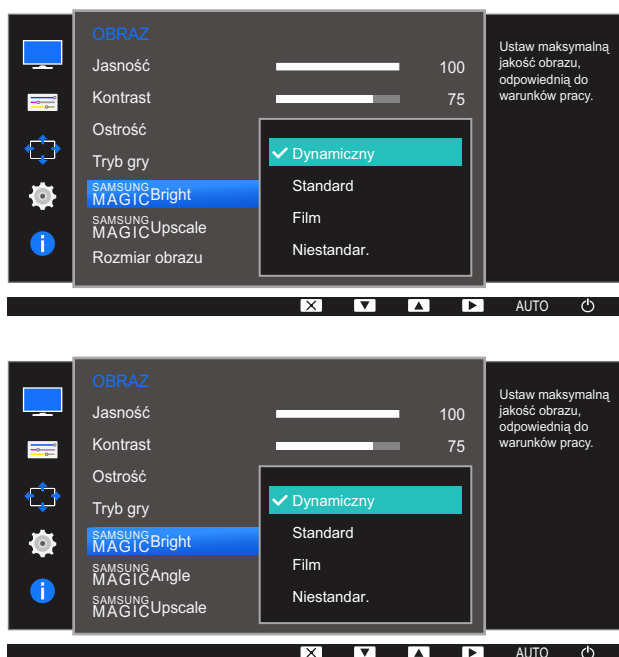 OBRAZ
Jasność 100
Kontrast 75
Ostrość
Tryb gry
SAMSUNG MAGIC Bright
SAMSUNG MAGIC Upscale
Rozmiar obrazu
Dynamiczny
Standard
Film
Niestandar.
Ustaw maksymalną
jakość obrazu,
odpowiednią do
warunków pracy.
AUTO
OBRAZ
Jasność 100
Kontrast 75
Ostrość
Tryb gry
SAMSUNG MAGIC Bright
SAMSUNG MAGIC Angle
SAMSUNG MAGIC Upscale
Dynamiczny
Standard
Film
Niestandar.
Ustaw maksymalną
jakość obrazu,
odpowiednią do
warunków pracy.
AUTO